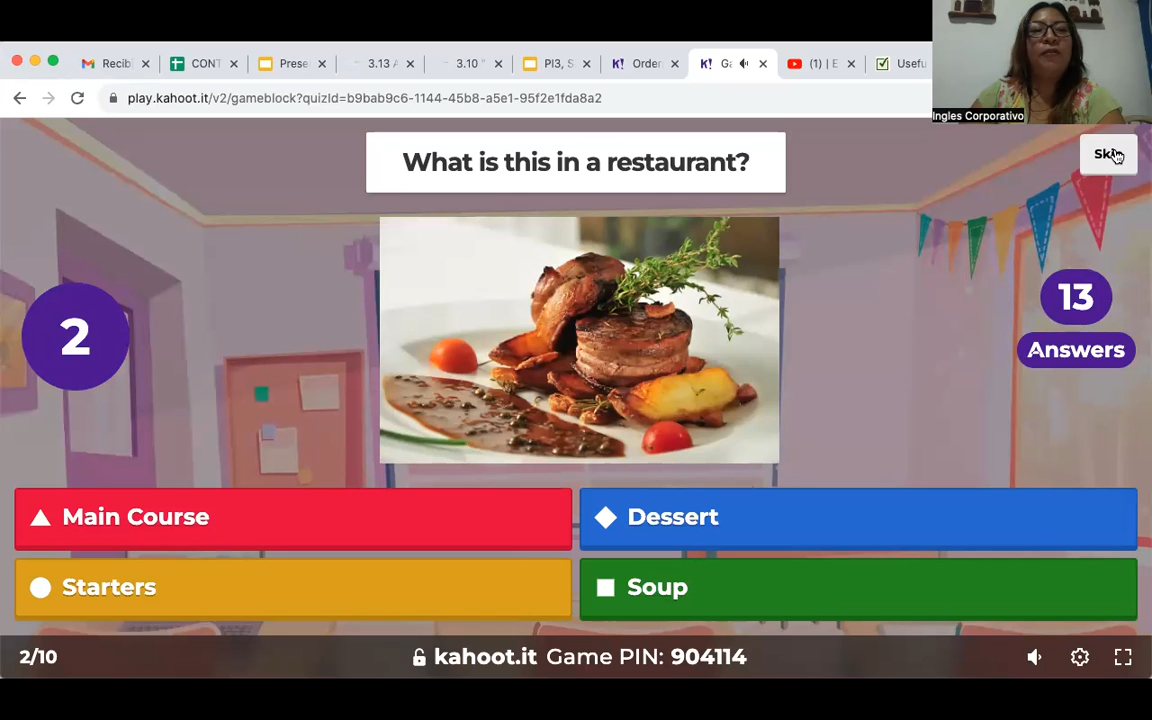 Recib
CONT
Prese
3.13 A
3.10 "
PI3, S
Order
Ga
(1) | E
Usefu
play.kahoot.it/v2/gameblock?quizId=b9bab9c6-1144-45b8-a5e1-95f2e1fda8a2
Ingles Corporativo
What is this in a restaurant?
Skip
2
13
Answers
Main Course
Dessert
Starters
Soup
2/10
kahoot.it Game PIN: 904114